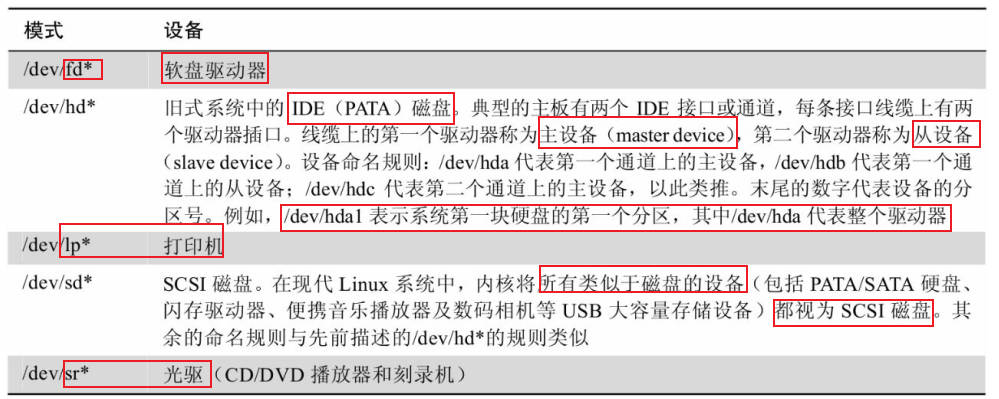 模式 设备
/dev/fd* 软盘驱动器
/dev/hd* 旧式系统中的 IDE（PATA）磁盘。典型的主板有两个 IDE 接口或通道，每条接口线缆上有两
个驱动器插口。线缆上的第一个驱动器称为主设备（master device），第二个驱动器称为从设备
（slave device）。设备命名规则：/dev/hda 代表第一个通道上的主设备，/dev/hdb 代表第一个通
道上的从设备；/dev/hdc 代表第二个通道上的主设备，以此类推。末尾的数字代表设备的分
区号。例如，/dev/hda1 表示系统第一块硬盘的第一个分区，其中/dev/hda 代表整个驱动器
/dev/lp* 打印机
/dev/sd* SCSI 磁盘。在现代 Linux 系统中，内核将所有类似于磁盘的设备（包括 PATA/SATA 硬盘、
闪存驱动器、便携音乐播放器及数码相机等 USB 大容量存储设备）都视为 SCSI 磁盘。其
余的命名规则与先前描述的/dev/hd*的规则类似
/dev/sr* 光驱（CD/DVD 播放器和刻录机）